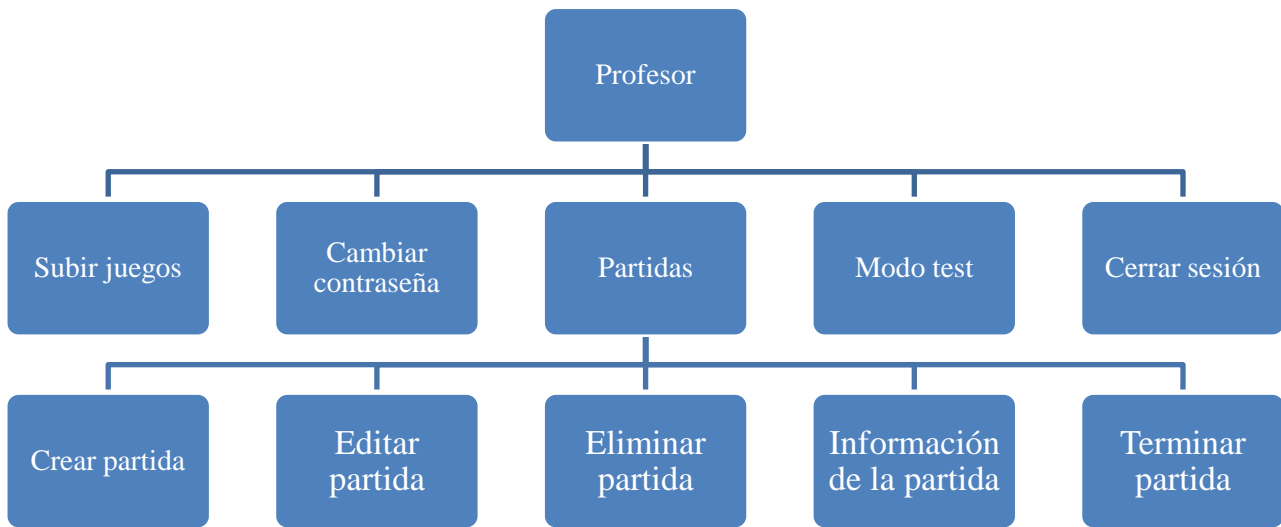 Profesor
Subir juegos
Cambiar
contraseña
Partidas
Modo test
Cerrar sesión
Crear partida
Editar
partida
Eliminar
partida
Información
de la partida
Terminar
partida